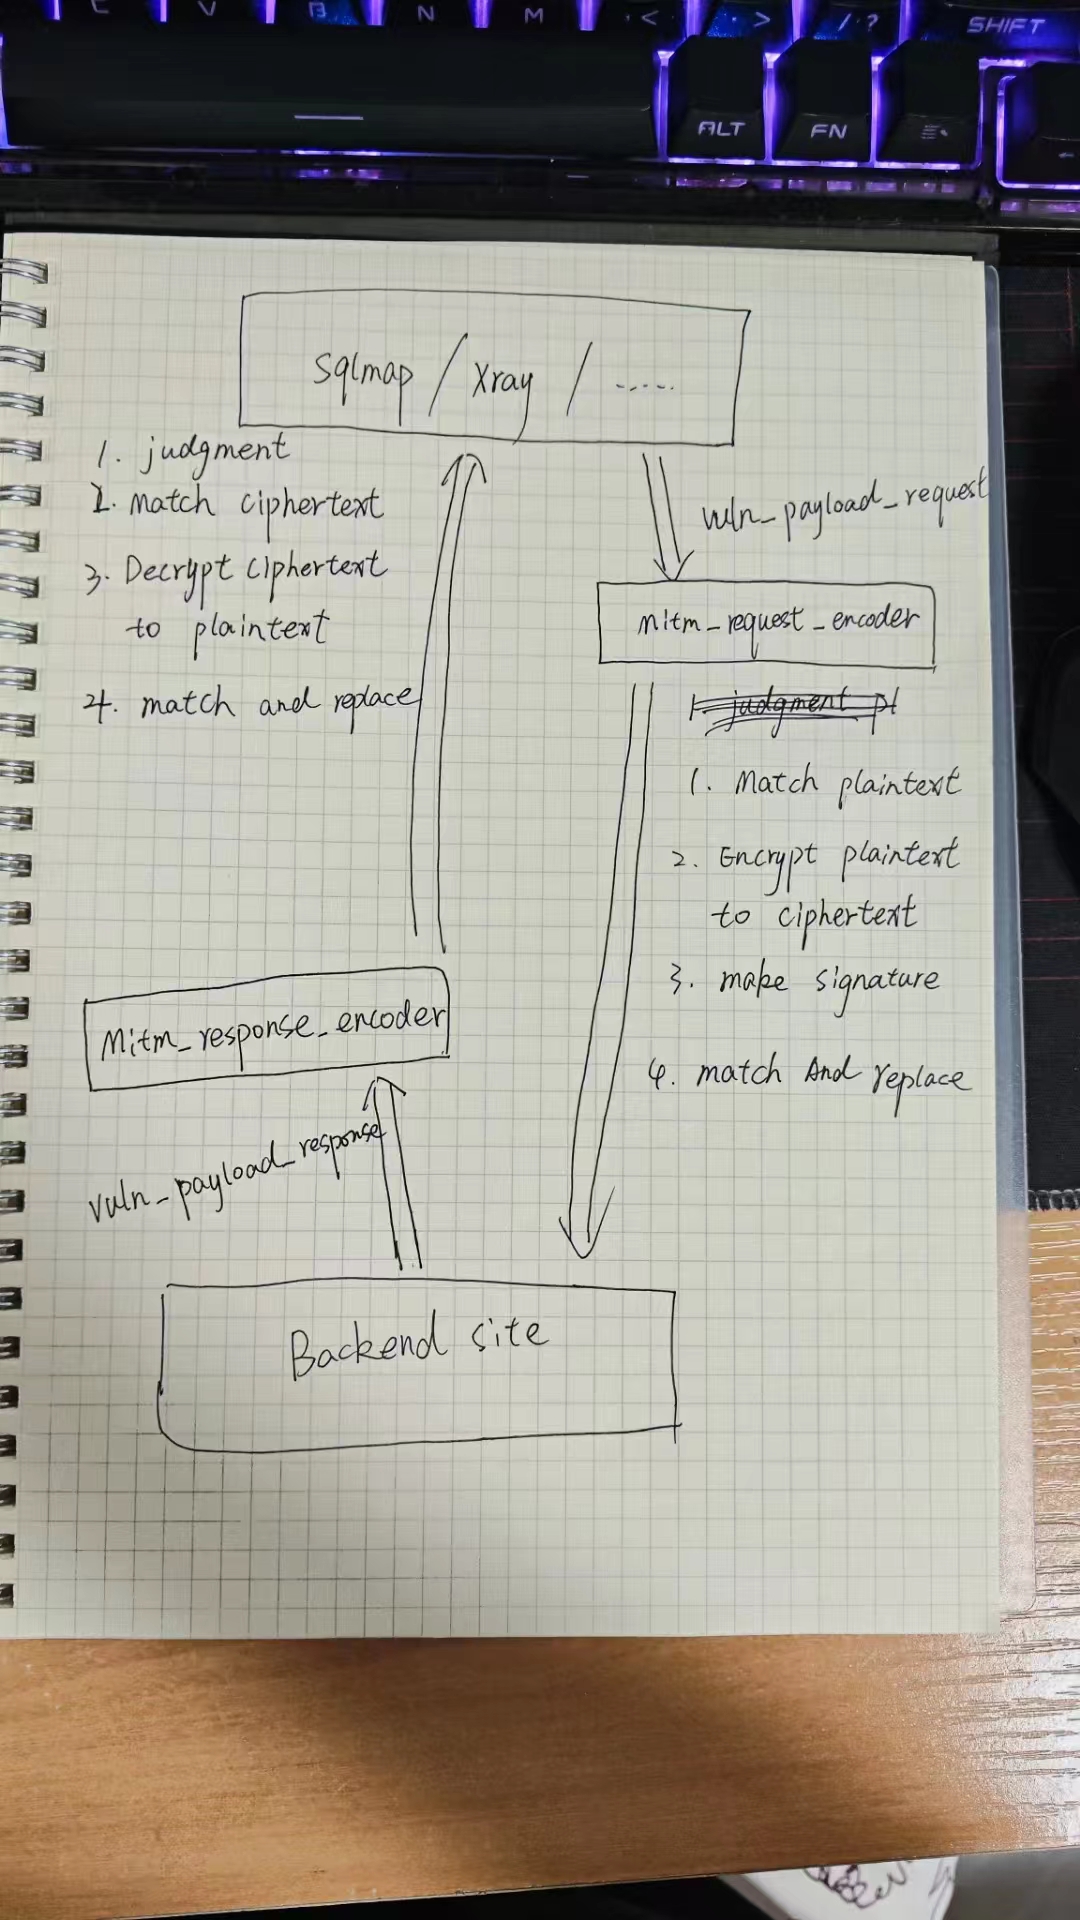 C V B N M < > / ? SHIFT
ALT FN
Sqlmap / Xray / ......
1. judgment
2. Match ciphertext
3. Decrypt ciphertext
to plaintext
4. match and replace
vuln_payload_request
mitm_request_encoder
1. judgment pl
1. Match plaintext
2. Encrypt plaintext
to ciphertext
3. make signature
4. match And replace
Mitm_response_encoder
vuln_payload_response
Backend site